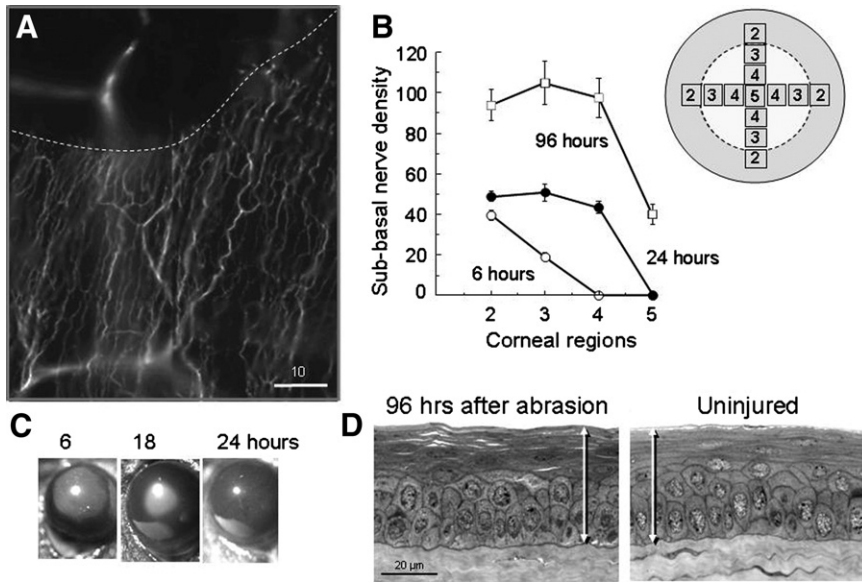 A
10
B
Sub-basal nerve density
120
100
80
60
40
20
0
96 hours
24 hours
6 hours
2 3 4 5
Corneal regions
2
3
4
2 3 4 5 4 3 2
4
3
2
C
6 18 24 hours
D
96 hrs after abrasion Uninjured
20 µm